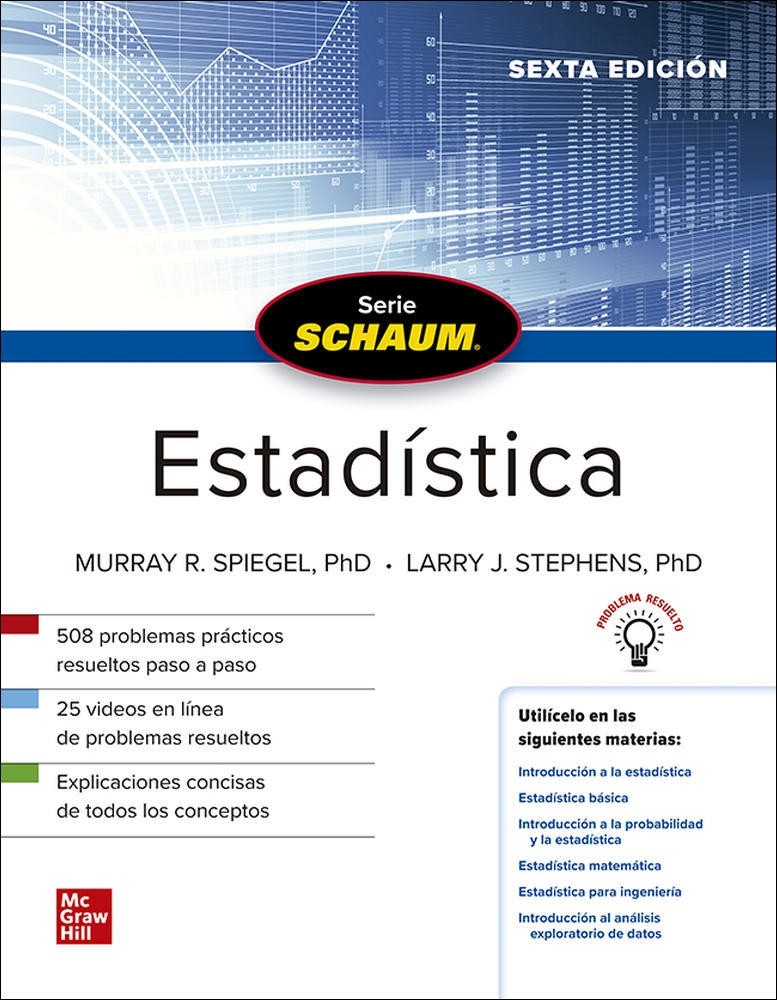 SEXTA EDICIÓN
Serie
SCHAUM®
Estadística
MURRAY R. SPIEGEL, PhD • LARRY J. STEPHENS, PhD
PROBLEMA RESUELTO
508 problemas prácticos
resueltos paso a paso
25 videos en línea
de problemas resueltos
Explicaciones concisas
de todos los conceptos
Utilícelo en las
siguientes materias:
Introducción a la estadística
Estadística básica
Introducción a la probabilidad
y la estadística
Estadística matemática
Estadística para ingeniería
Introducción al análisis
exploratorio de datos
Mc
Graw
Hill